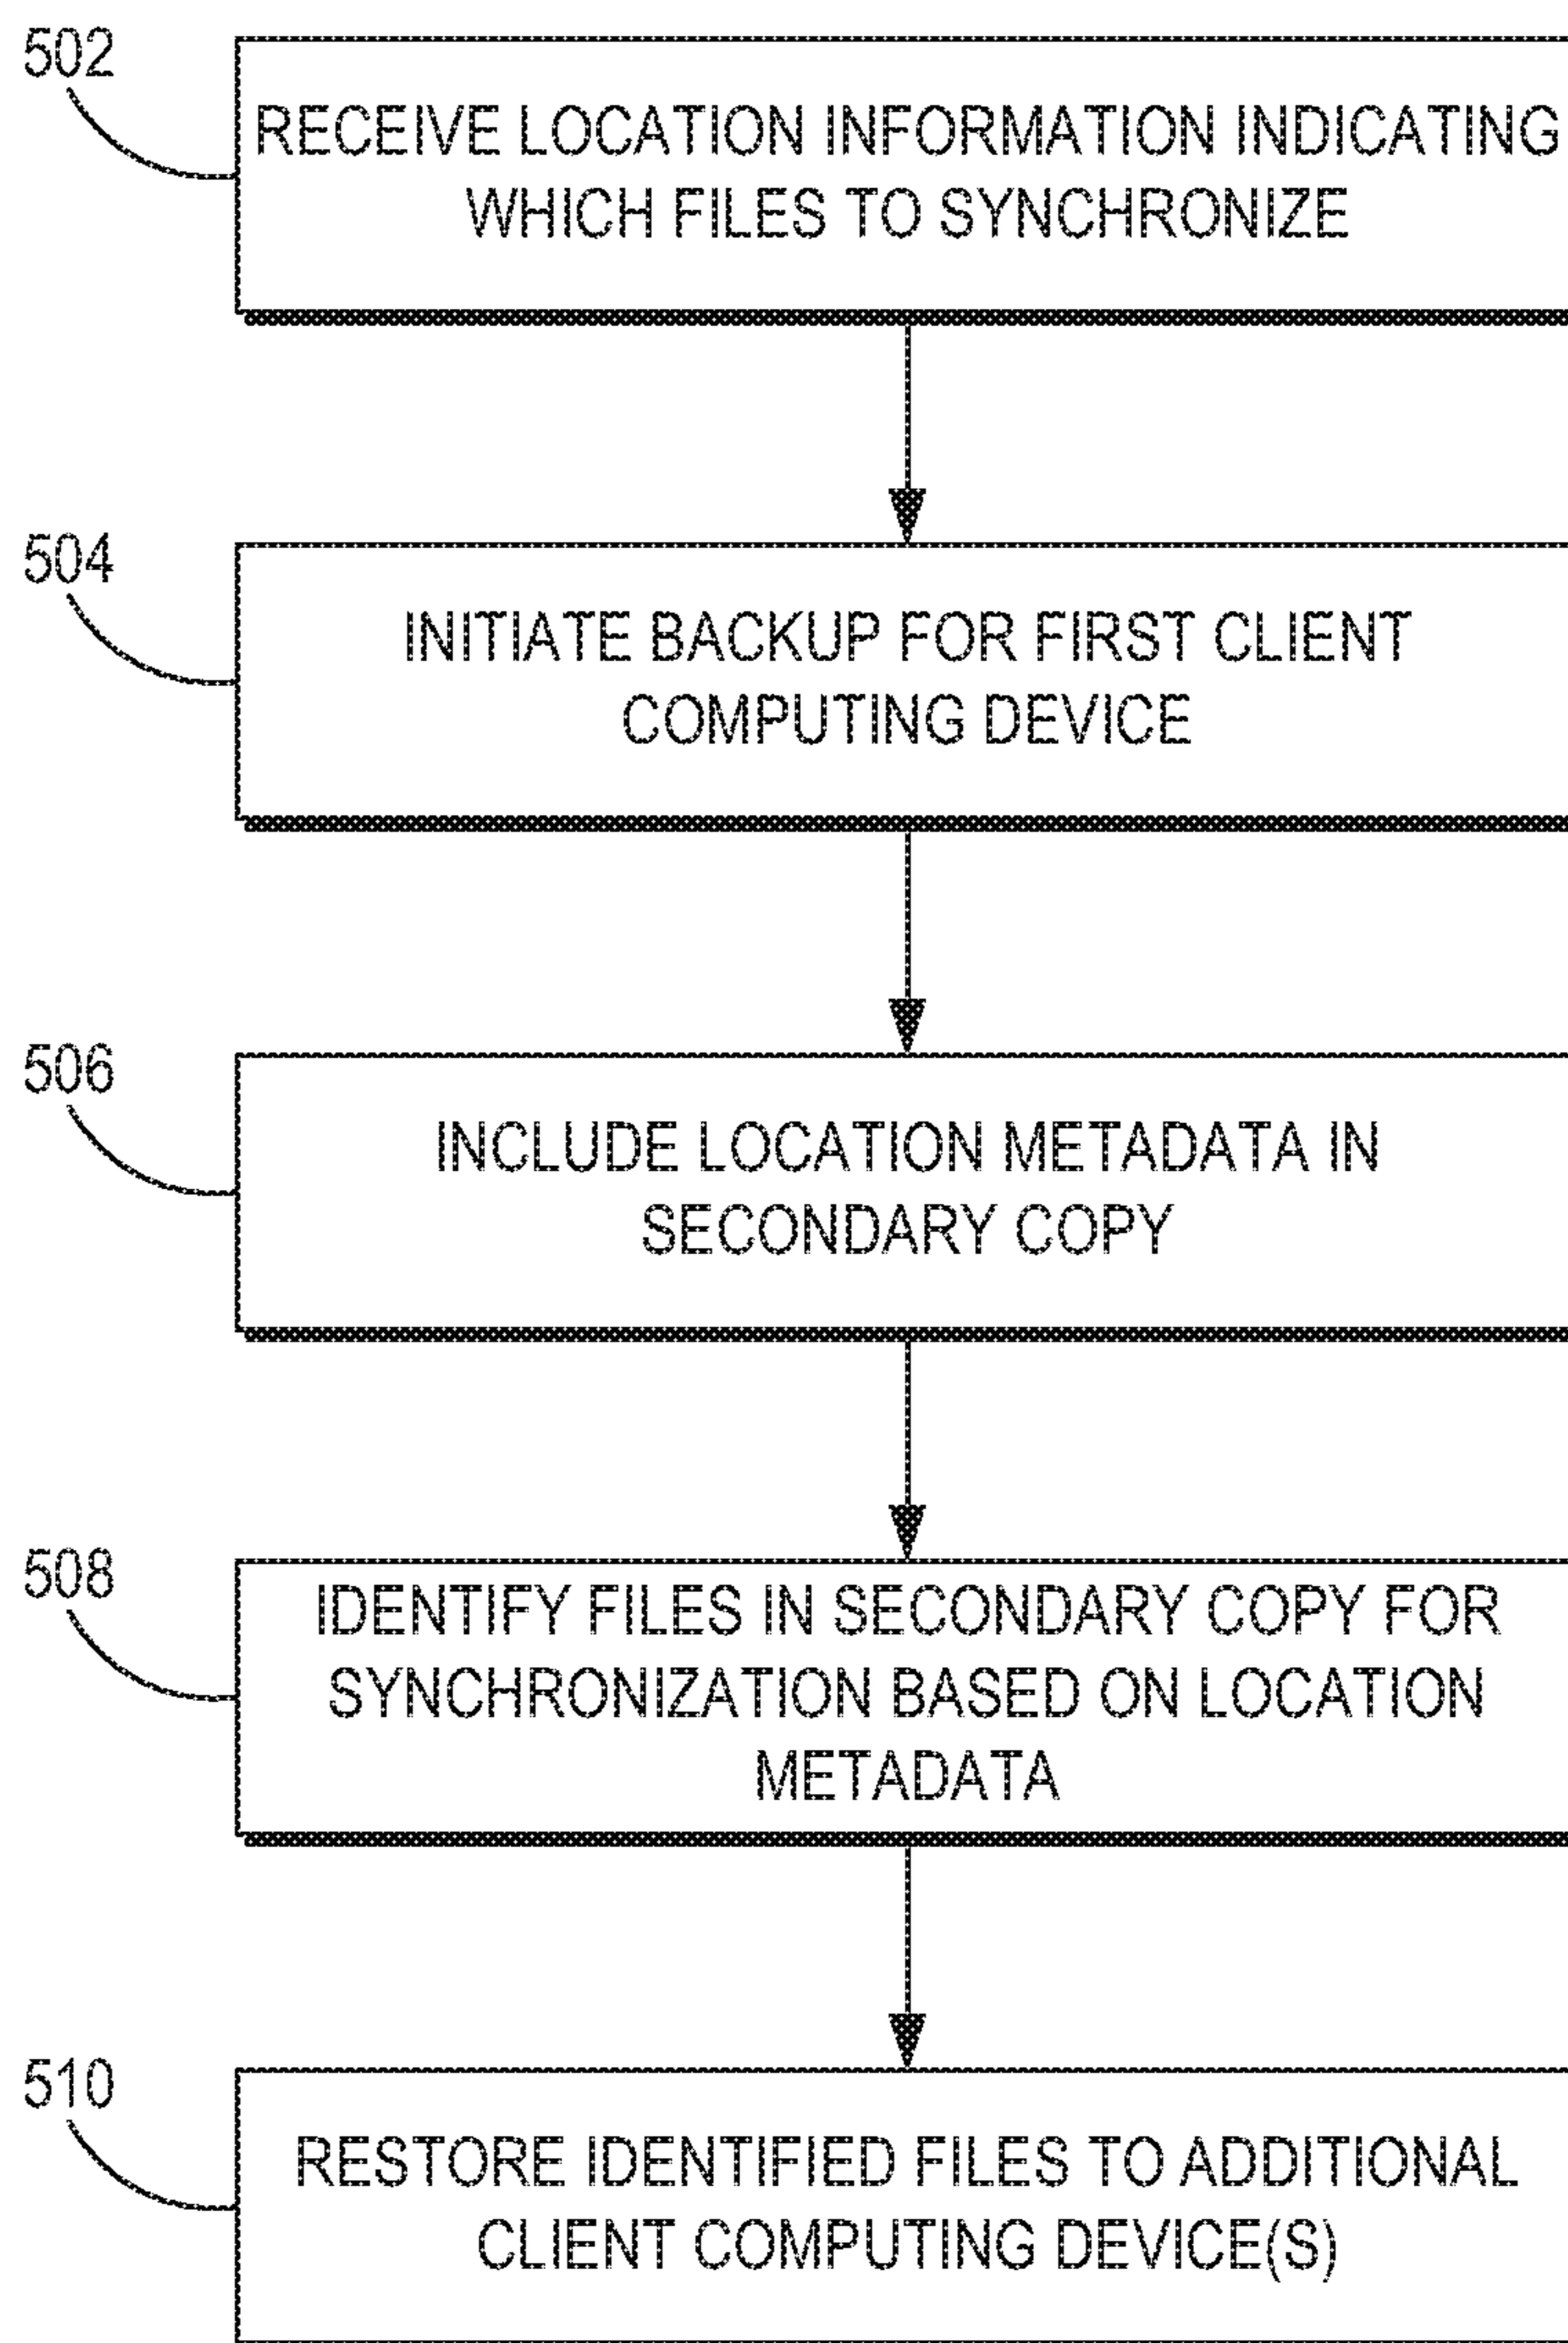 502
RECEIVE LOCATION INFORMATION INDICATING
WHICH FILES TO SYNCHRONIZE
504
INITIATE BACKUP FOR FIRST CLIENT
COMPUTING DEVICE
506
INCLUDE LOCATION METADATA IN
SECONDARY COPY
508
IDENTIFY FILES IN SECONDARY COPY FOR
SYNCHRONIZATION BASED ON LOCATION
METADATA
510
RESTORE IDENTIFIED FILES TO ADDITIONAL
CLIENT COMPUTING DEVICE(S)